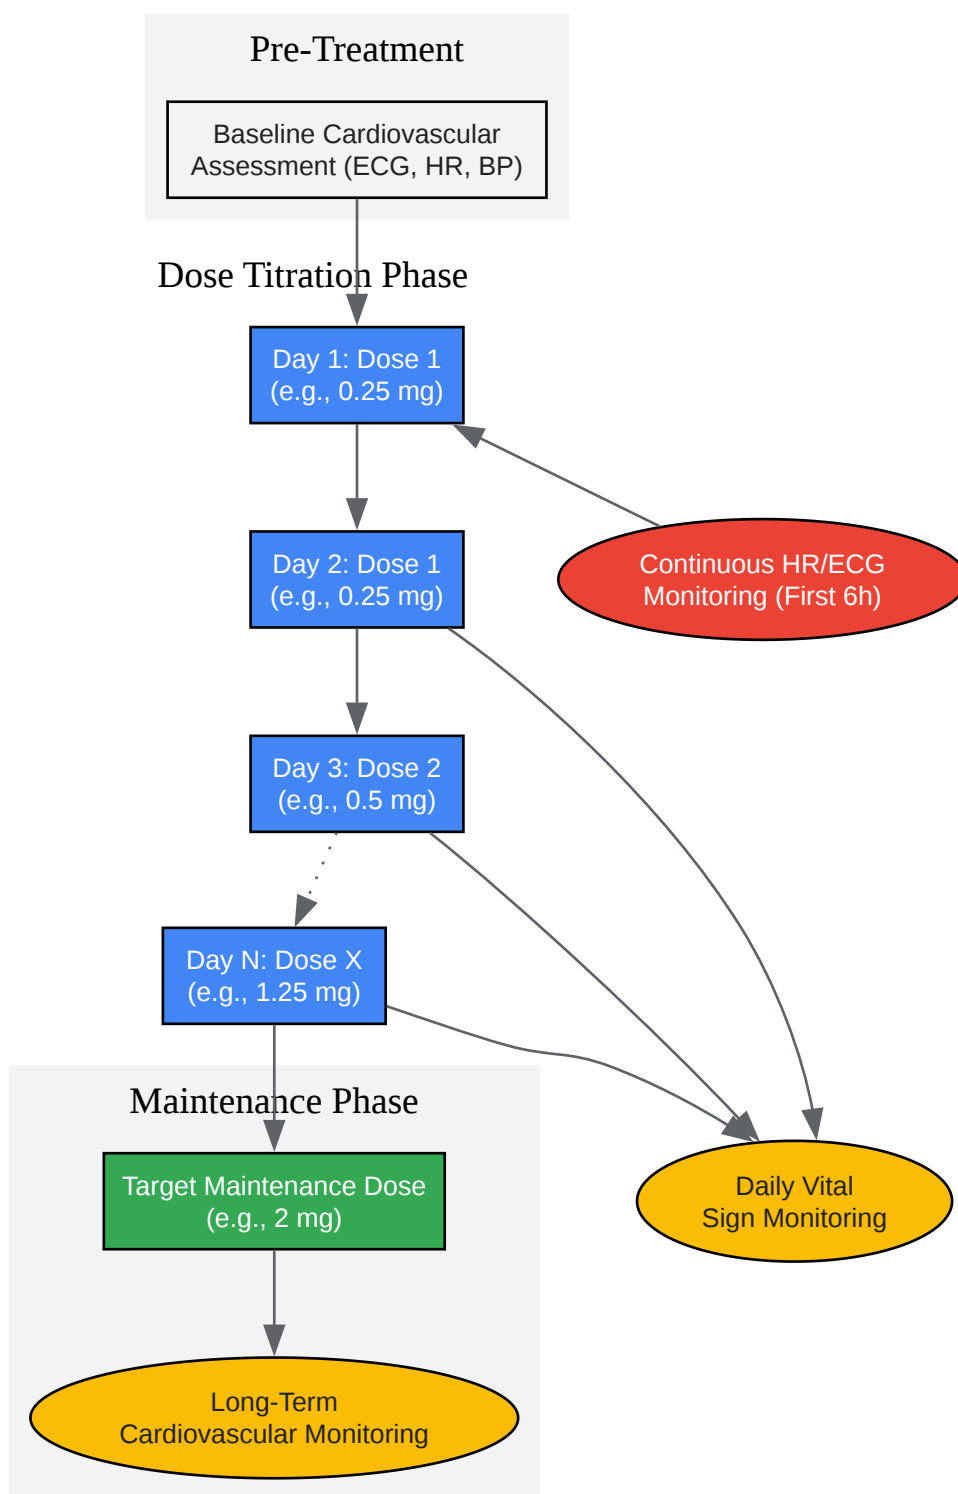 Pre-Treatment
Baseline Cardiovascular
Assessment (ECG, HR, BP)
Dose Titration Phase
Day 1: Dose 1
(e.g., 0.25 mg)
Day 2: Dose 1
(e.g., 0.25 mg)
Continuous HR/ECG
Monitoring (First 6h)
Day 3: Dose 2
(e.g., 0.5 mg)
Day N: Dose X
(e.g., 1.25 mg)
Maintenance Phase
Target Maintenance Dose
(e.g., 2 mg)
Daily Vital
Sign Monitoring
Long-Term
Cardiovascular Monitoring